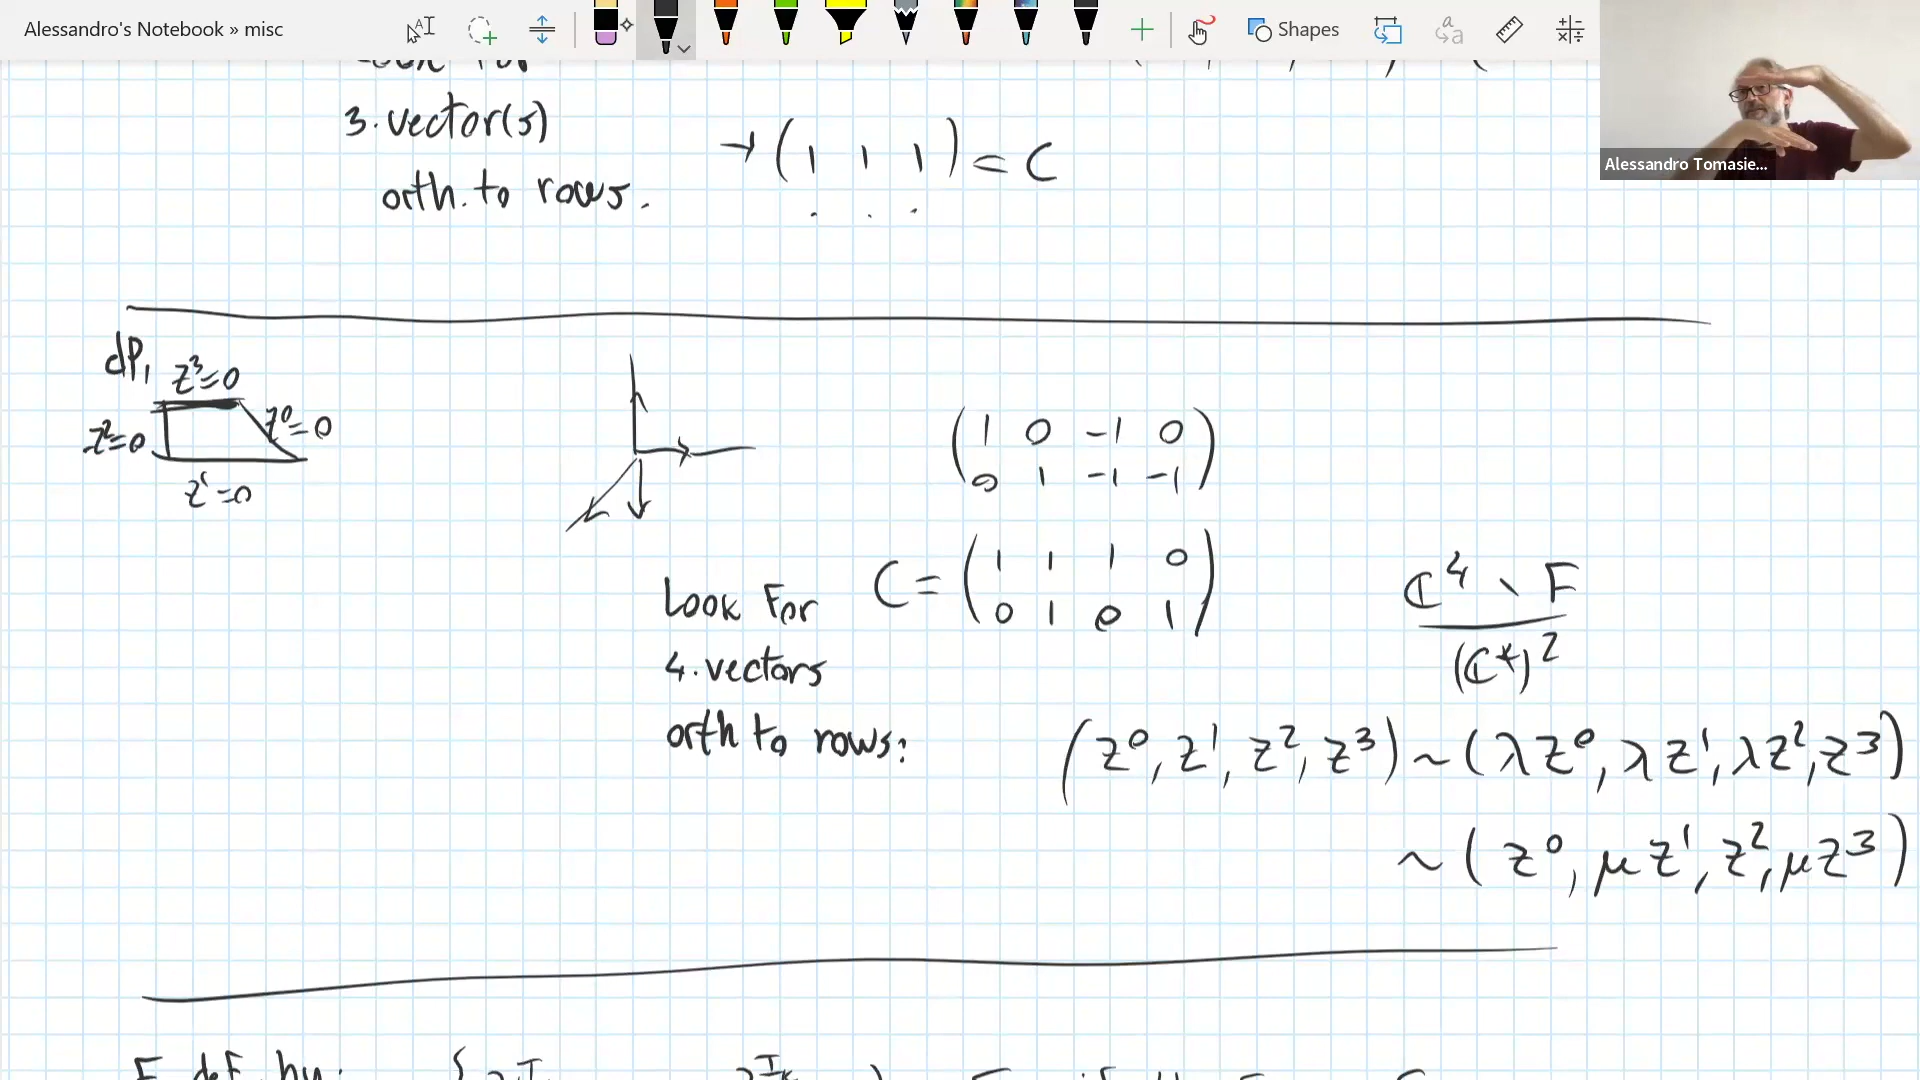 Alessandro's Notebook » misc
Shapes
Alessandro Tomasie...
3. vector(s)
orth. to rows.
→ (1 1 1) = C
dP₁
z³=0
z²=0
z⁰=0
z¹=0
(1 0 -1 0
0 1 -1 -1)
Look For
4. vectors
orth to rows:
C = (1 1 1 0
0 1 0 1)
ℂ⁴ \ F
(ℂ*)²
(z⁰, z¹, z², z³) ~ (λz⁰, λz¹, λz², z³)
~ (z⁰, μz¹, z², μz³)
F def. by: